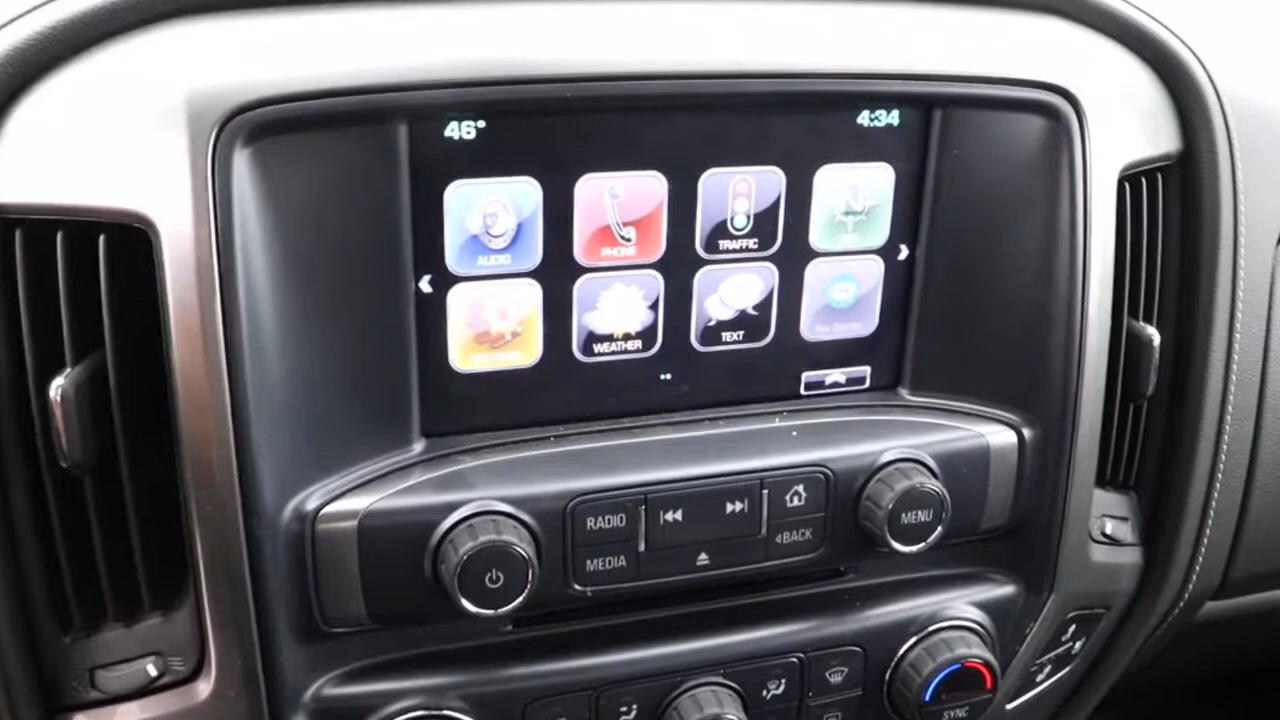 46°
4:34
AUDIO
PHONE
TRAFFIC
WEATHER
TEXT
RADIO
MEDIA
BACK
MENU
SYNC